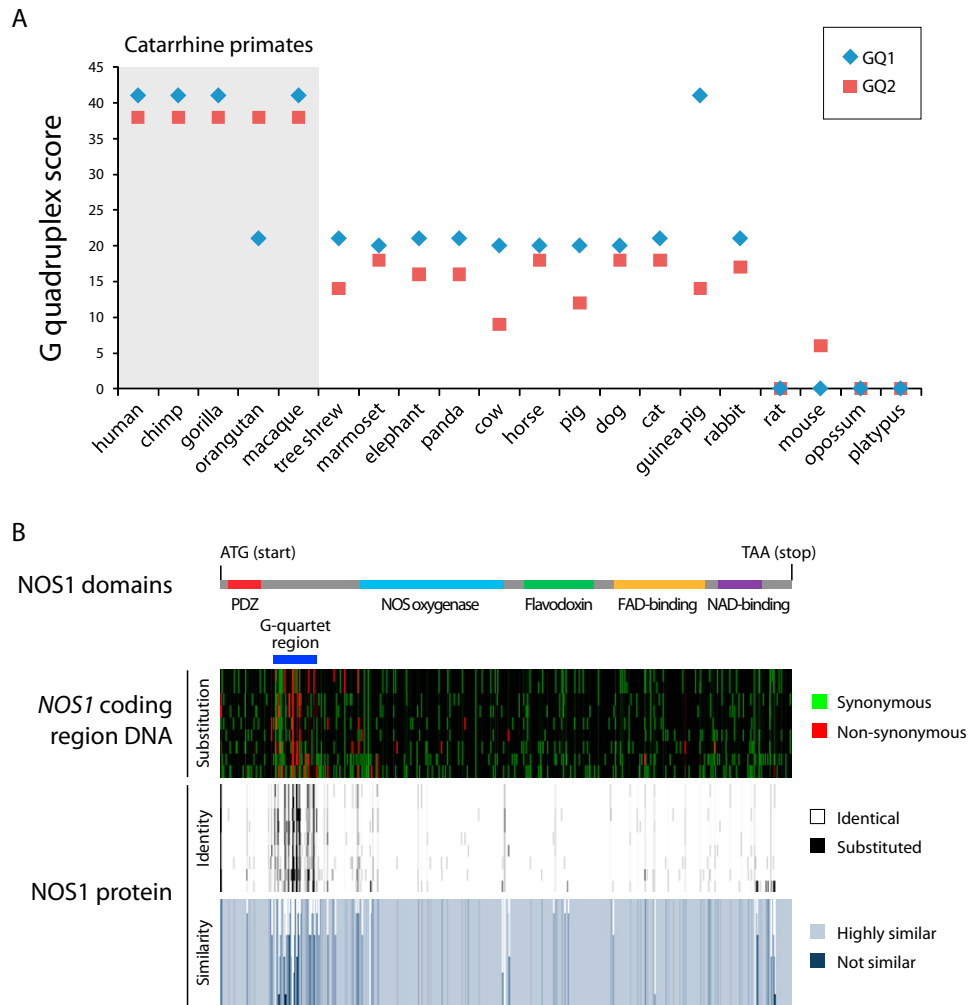 A
Catarrhine primates
GQ1
GQ2
G quadruplex score
45
40
35
30
25
20
15
10
5
0
human
chimp
gorilla
orangutan
macaque
tree shrew
marmoset
elephant
panda
cow
horse
pig
dog
cat
guinea pig
rabbit
rat
mouse
opossum
platypus
B
ATG (start)
TAA (stop)
NOS1 domains
PDZ
NOS oxygenase
Flavodoxin
FAD-binding
NAD-binding
G-quartet
region
NOS1 coding
region DNA
Substitution
Synonymous
Non-synonymous
NOS1 protein
Identity
Identical
Substituted
Similarity
Highly similar
Not similar